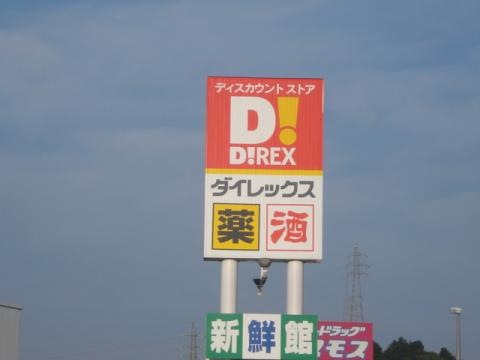 ディスカウント ストア
D!
D!REX
ダイレックス
薬 酒
新鮮館
ドラッグ
モス